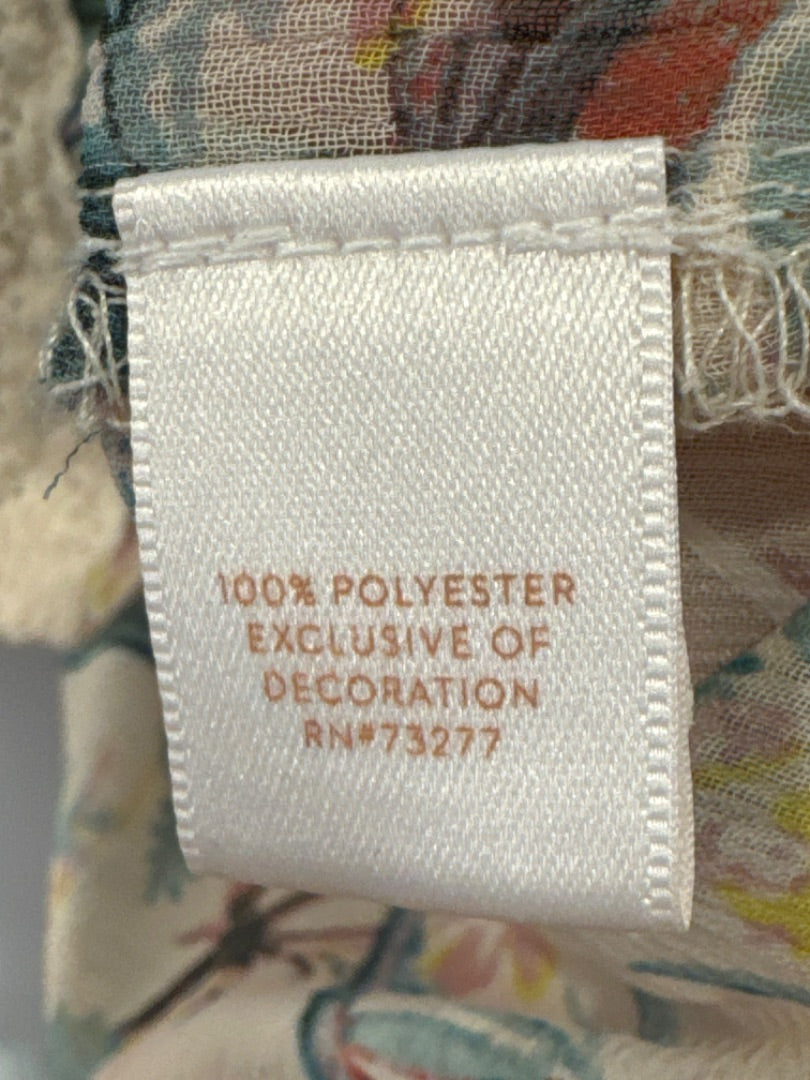 100% POLYESTER
EXCLUSIVE OF
DECORATION
RN#73277